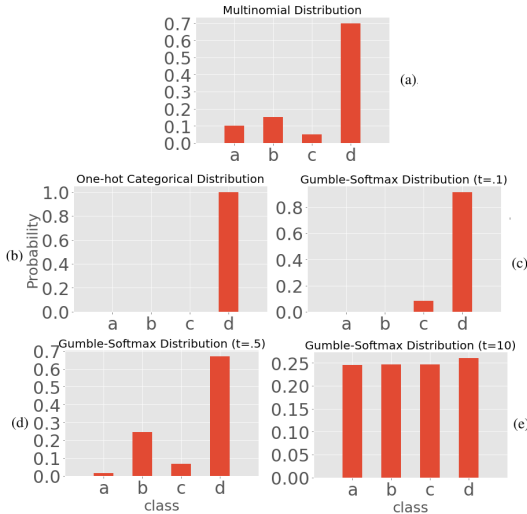 Multinomial Distribution
0.7
0.6
0.5
0.4
0.3
0.2
0.1
0.0
a b c d
(a)
One-hot Categorical Distribution
1.0
0.8
0.6
0.4
0.2
0.0
Probability
a b c d
(b)
Gumble-Softmax Distribution (t=.1)
0.8
0.6
0.4
0.2
0.0
a b c d
(c)
Gumble-Softmax Distribution (t=.5)
0.7
0.6
0.5
0.4
0.3
0.2
0.1
0.0
a b c d
class
(d)
Gumble-Softmax Distribution (t=10)
0.25
0.20
0.15
0.10
0.05
0.00
a b c d
class
(e)